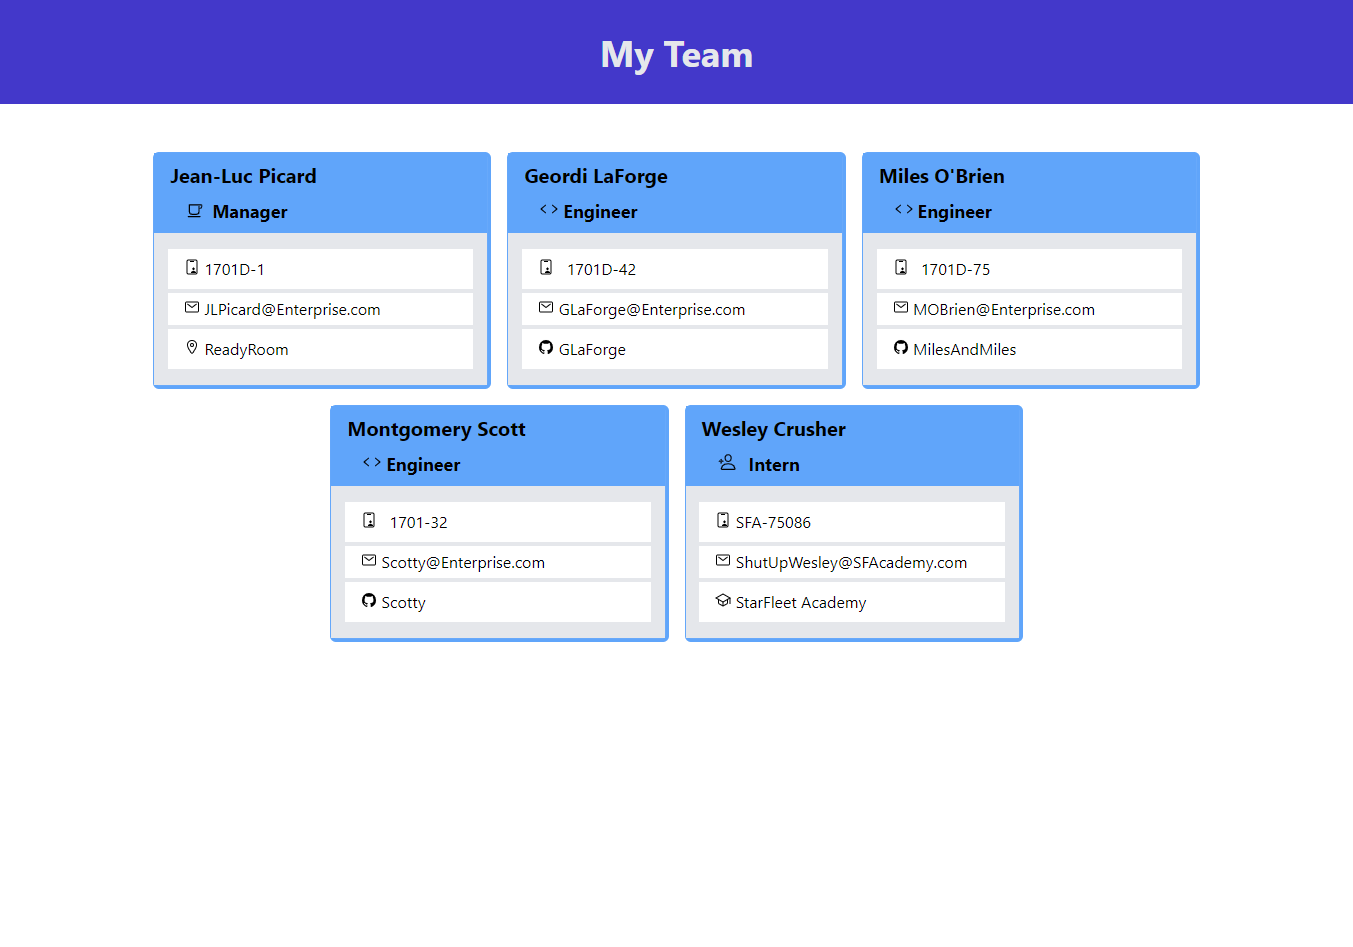 My Team
Jean-Luc Picard
Manager
1701D-1
JLPicard@Enterprise.com
ReadyRoom
Geordi LaForge
Engineer
1701D-42
GLaForge@Enterprise.com
GLaForge
Miles O'Brien
Engineer
1701D-75
MOBrien@Enterprise.com
MilesAndMiles
Montgomery Scott
Engineer
1701-32
Scotty@Enterprise.com
Scotty
Wesley Crusher
Intern
SFA-75086
ShutUpWesley@SFAcademy.com
StarFleet Academy